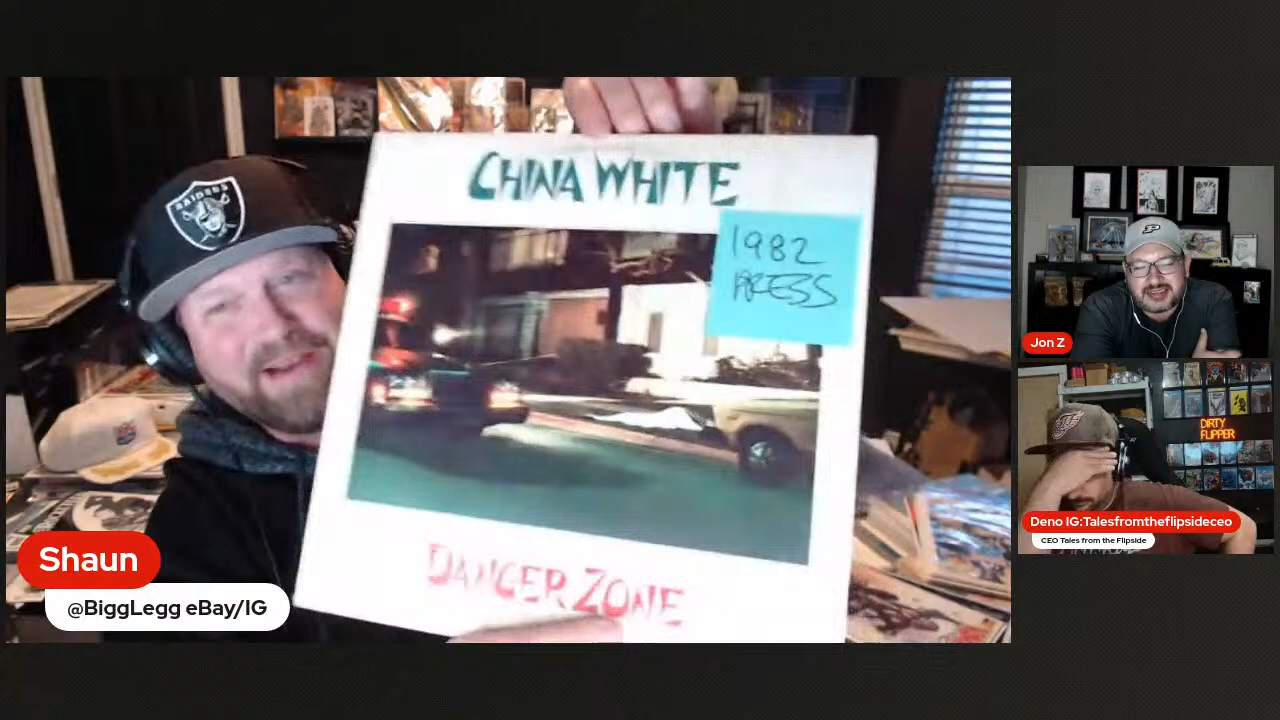 CHINA WHITE
1982
PRESS
DANGER ZONE
RAIDERS
Shaun
@BiggLegg eBay/IG
P
Jon Z
DIRTY
FLIPPER
Deno IG:Talesfromtheflipsideceo
CEO Tales from the Flipside